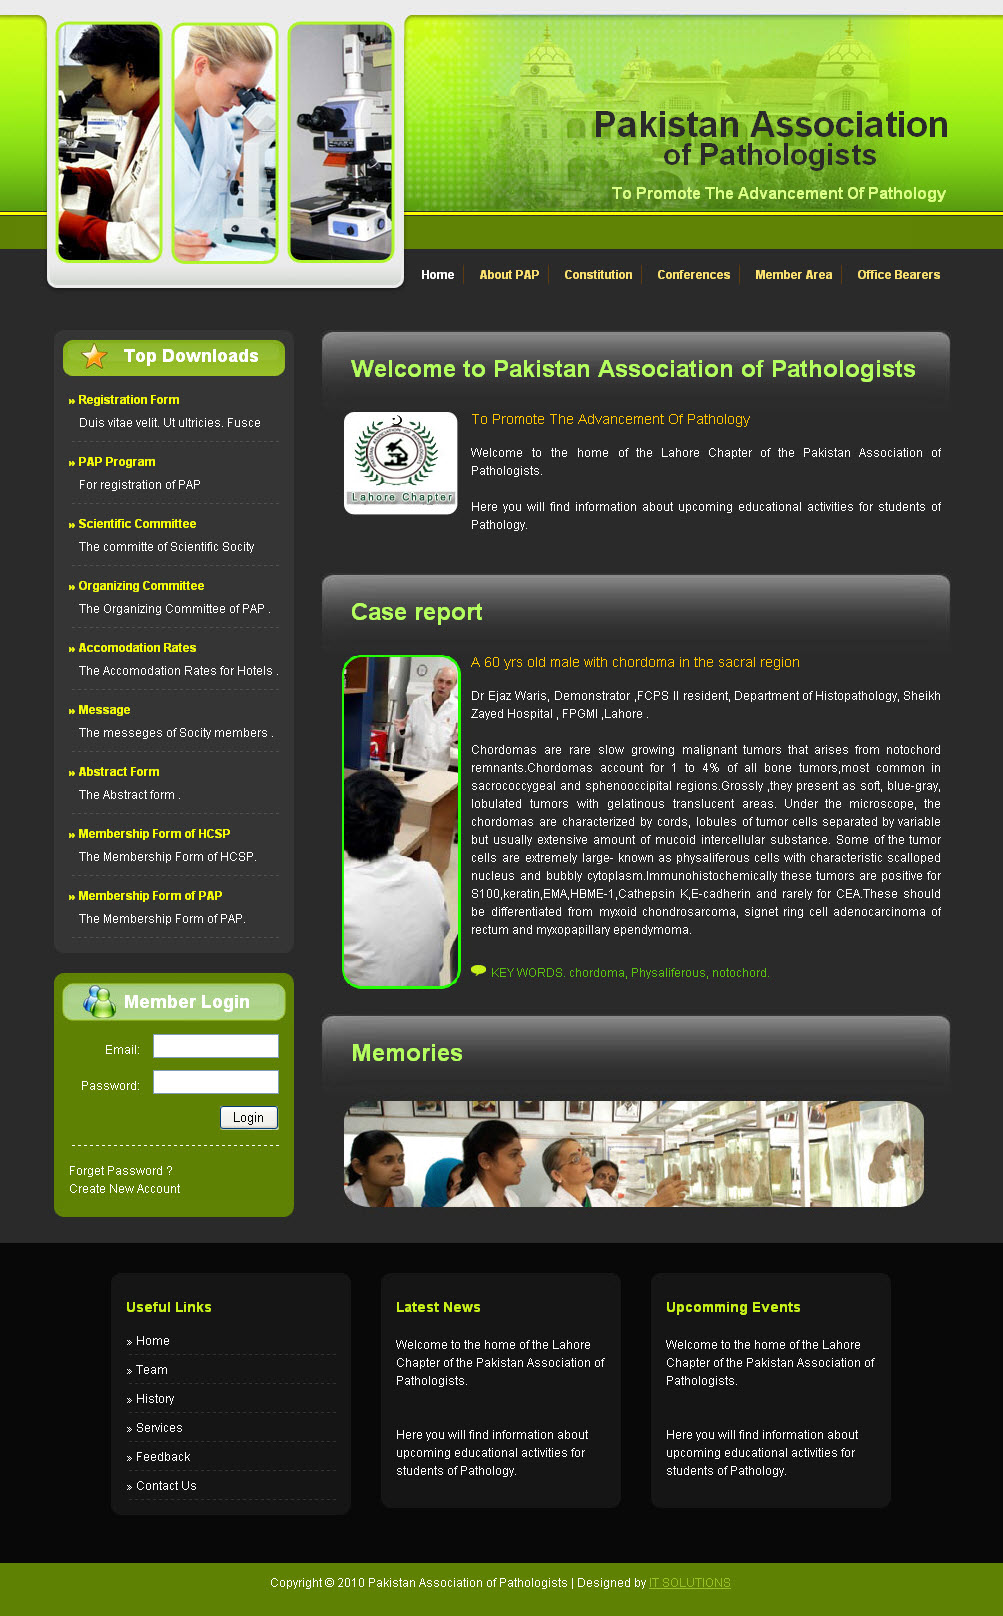 Pakistan Association
of Pathologists
To Promote The Advancement Of Pathology
Home
About PAP
Constitution
Conferences
Member Area
Office Bearers
Top Downloads
» Registration Form
Duis vitae velit. Ut ultricies. Fusce
» PAP Program
For registration of PAP
» Scientific Committee
The committe of Scientific Socity
» Organizing Committee
The Organizing Committee of PAP .
» Accomodation Rates
The Accomodation Rates for Hotels .
» Message
The messeges of Socity members .
» Abstract Form
The Abstract form .
» Membership Form of HCSP
The Membership Form of HCSP.
» Membership Form of PAP
The Membership Form of PAP.
Member Login
Email:
Password:
Login
Forget Password ?
Create New Account
Welcome to Pakistan Association of Pathologists
Lahore Chapter
To Promote The Advancement Of Pathology
Welcome to the home of the Lahore Chapter of the Pakistan Association of
Pathologists.
Here you will find information about upcoming educational activities for students of
Pathology.
Case report
A 60 yrs old male with chordoma in the sacral region
Dr Ejaz Waris, Demonstrator ,FCPS II resident, Department of Histopathology, Sheikh
Zayed Hospital , FPGMI ,Lahore .
Chordomas are rare slow growing malignant tumors that arises from notochord
remnants.Chordomas account for 1 to 4% of all bone tumors,most common in
sacrococcygeal and sphenooccipital regions.Grossly ,they present as soft, blue-gray,
lobulated tumors with gelatinous translucent areas. Under the microscope, the
chordomas are characterized by cords, lobules of tumor cells separated by variable
but usually extensive amount of mucoid intercellular substance. Some of the tumor
cells are extremely large- known as physaliferous cells with characteristic scalloped
nucleus and bubbly cytoplasm.Immunohistochemically these tumors are positive for
S100,keratin,EMA,HBME-1,Cathepsin K,E-cadherin and rarely for CEA.These should
be differentiated from myxoid chondrosarcoma, signet ring cell adenocarcinoma of
rectum and myxopapillary ependymoma.
KEY WORDS. chordoma, Physaliferous, notochord.
Memories
Useful Links
» Home
» Team
» History
» Services
» Feedback
» Contact Us
Latest News
Welcome to the home of the Lahore
Chapter of the Pakistan Association of
Pathologists.
Here you will find information about
upcoming educational activities for
students of Pathology.
Upcomming Events
Welcome to the home of the Lahore
Chapter of the Pakistan Association of
Pathologists.
Here you will find information about
upcoming educational activities for
students of Pathology.
Copyright © 2010 Pakistan Association of Pathologists | Designed by IT SOLUTIONS